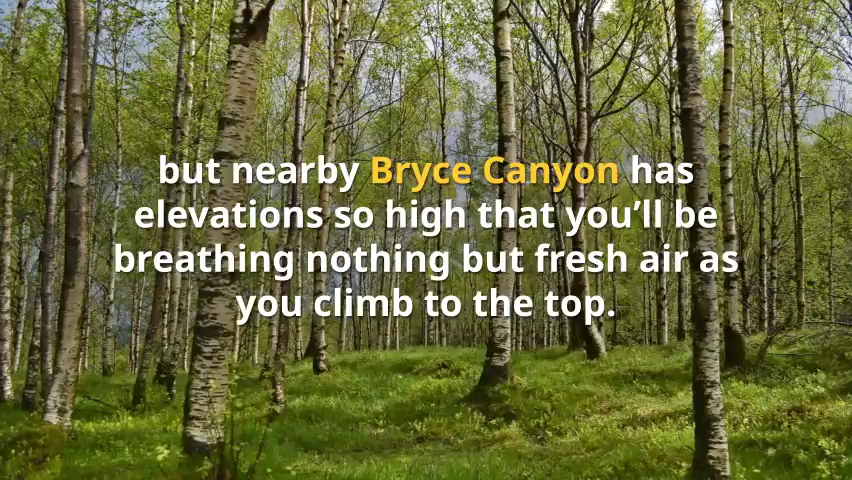 but nearby Bryce Canyon has
elevations so high that you’ll be
breathing nothing but fresh air as
you climb to the top.